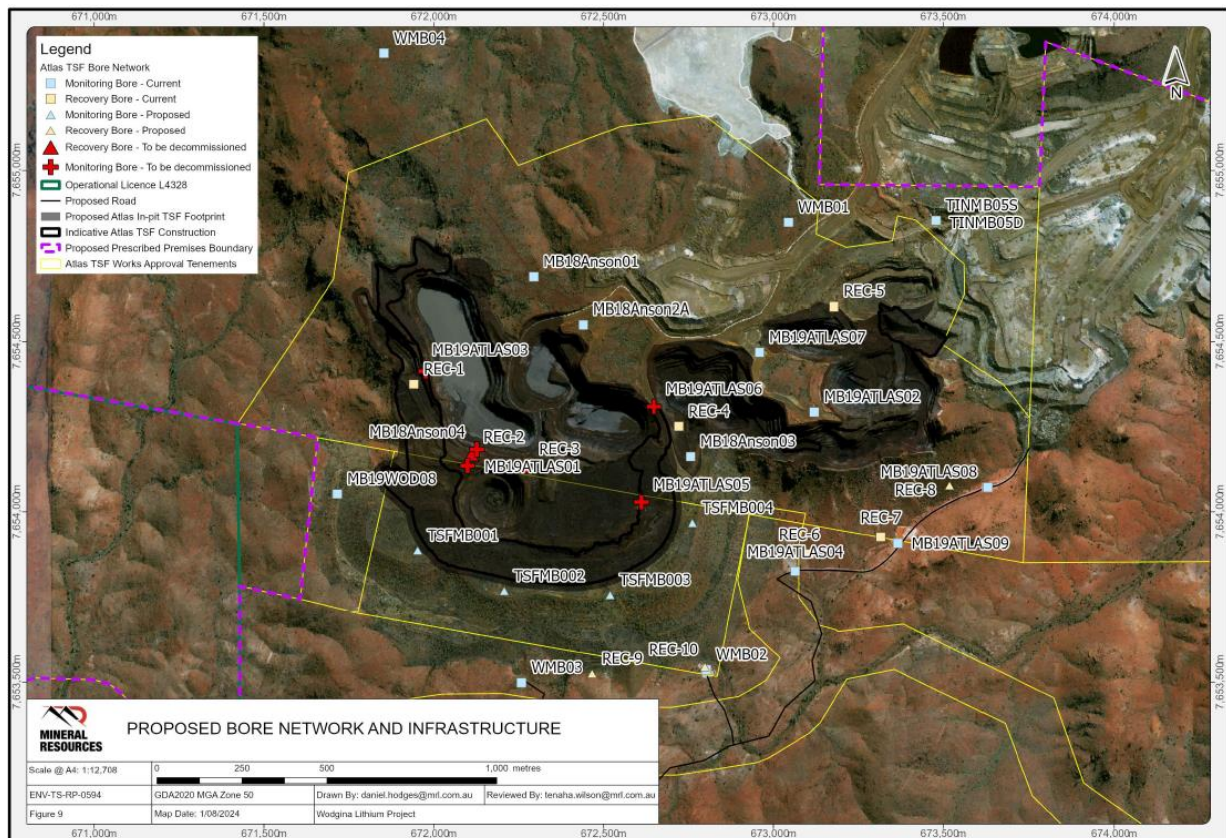 671,000m
671,500m
672,000m
672,500m
673,000m
673,500m
674,000m
Legend
Atlas TSF Bore Network
Monitoring Bore - Current
Recovery Bore - Current
Monitoring Bore - Proposed
Recovery Bore - Proposed
Recovery Bore - To be decommissioned
Monitoring Bore - To be decommissioned
Operational Licence L4328
Proposed Road
Proposed Atlas In-pit TSF Footprint
Indicative Atlas TSF Construction
Proposed Prescribed Premises Boundary
Atlas TSF Works Approval Tenements
N
WMB04
7,655,000m
7,655,000m
WMB01
TINMB05S
TINMB05D
MB18Anson01
REC-5
MB18Anson2A
7,654,500m
7,654,500m
MB19ATLAS07
MB19ATLAS03
REC-1
MB19ATLAS06
MB19ATLAS02
REC-4
MB18Anson04
REC-2
REC-3
MB18Anson03
MB19ATLAS01
MB19ATLAS08
MB19WOD08
MB19ATLAS05
REC-8
7,654,000m
7,654,000m
TSFMB004
REC-7
TSFMB001
REC-6
MB19ATLAS04
MB19ATLAS09
TSFMB002
TSFMB003
REC-10
WMB02
REC-9
WMB03
7,653,500m
7,653,500m
MINERAL
RESOURCES
PROPOSED BORE NETWORK AND INFRASTRUCTURE
Scale @ A4: 1:12,708
0
250
500
1,000 metres
ENV-TS-RP-0594
GDA2020 MGA Zone 50
Drawn By: daniel.hodges@mrl.com.au
Reviewed By: tenaha.wilson@mrl.com.au
Figure 9
Map Date: 1/08/2024
Wodgina Lithium Project
671,000m
671,500m
672,000m
672,500m
673,000m
673,500m
674,000m